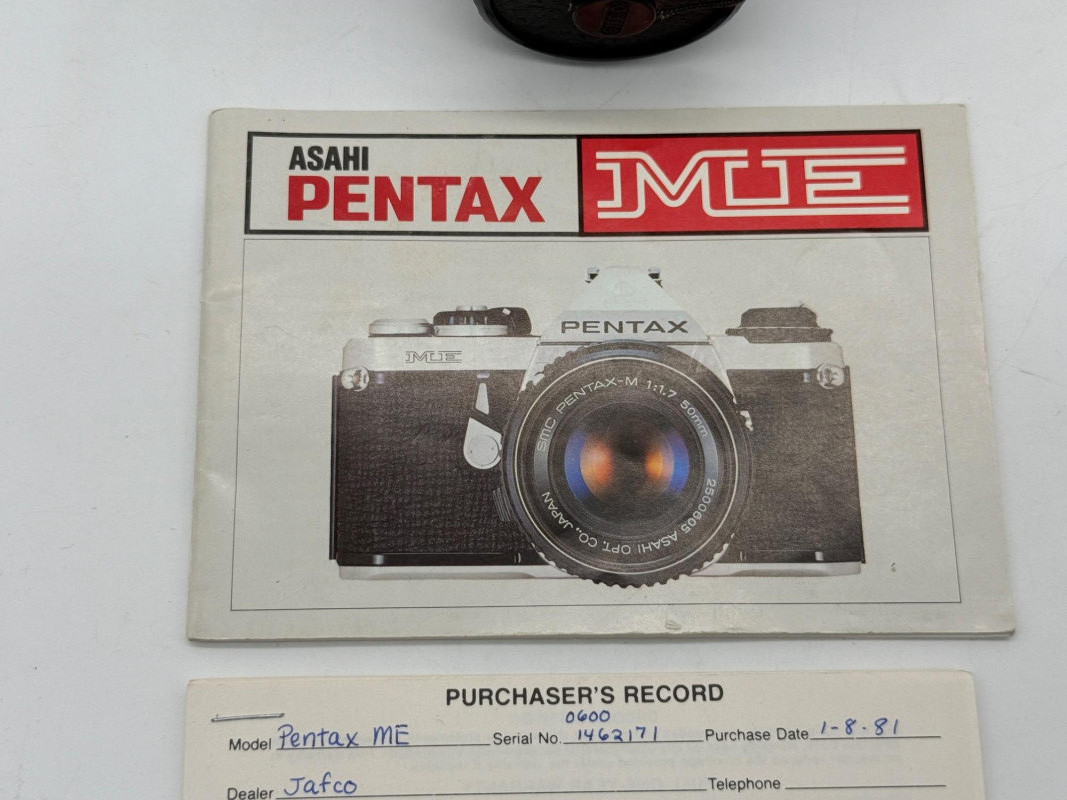 ASAHI
PENTAX
ME
PENTAX
ME
SMC PENTAX-M 1:1.7 50mm
2500605 ASAHI OPT. CO., JAPAN
PURCHASER'S RECORD
0600
Model Pentax ME Serial No. 1462171 Purchase Date 1-8-81
Dealer Jafco Telephone